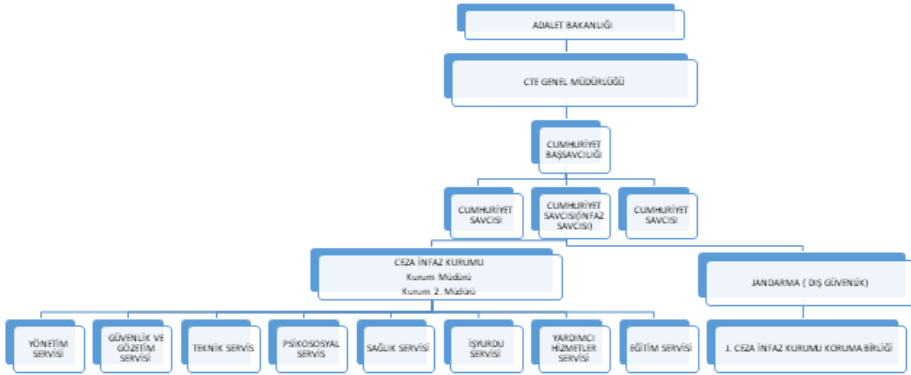 ADALET BAKANLIĞI
CTE GENEL MÜDÜRLÜĞÜ
CUMHURİYET
BAŞSAVCILIĞI
CUMHURİYET
SAVCISI
CUMHURİYET
SAVCISI(İNFAZ
SAVCISI)
CUMHURİYET
SAVCISI
CEZA İNFAZ KURUMU
Kurum Müdürü
Kurum 2. Müdürü
JANDARMA ( DIŞ GÜVENLİK)
YÖNETİM
SERVİSİ
GÜVENLİK VE
GÖZETİM
SERVİSİ
TEKNİK SERVİS
PSİKOSOSYAL
SERVİS
SAĞLIK SERVİSİ
İŞYURDU
SERVİSİ
YARDIMCI
HİZMETLER
SERVİSİ
EĞİTİM SERVİSİ
J. CEZA İNFAZ KURUMU KORUMA BİRLİĞİ